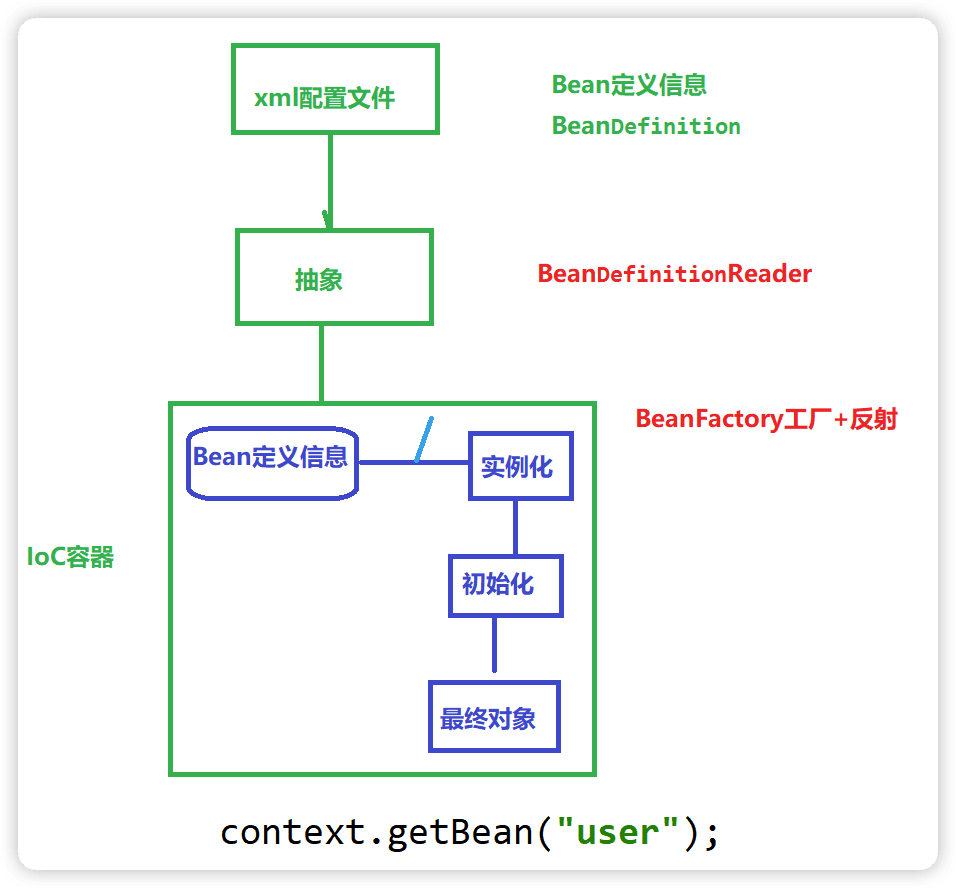 xml配置文件
Bean定义信息
BeanDefinition
抽象
BeanDefinitionReader
BeanFactory工厂+反射
Bean定义信息
实例化
IoC容器
初始化
最终对象
context.getBean("user");